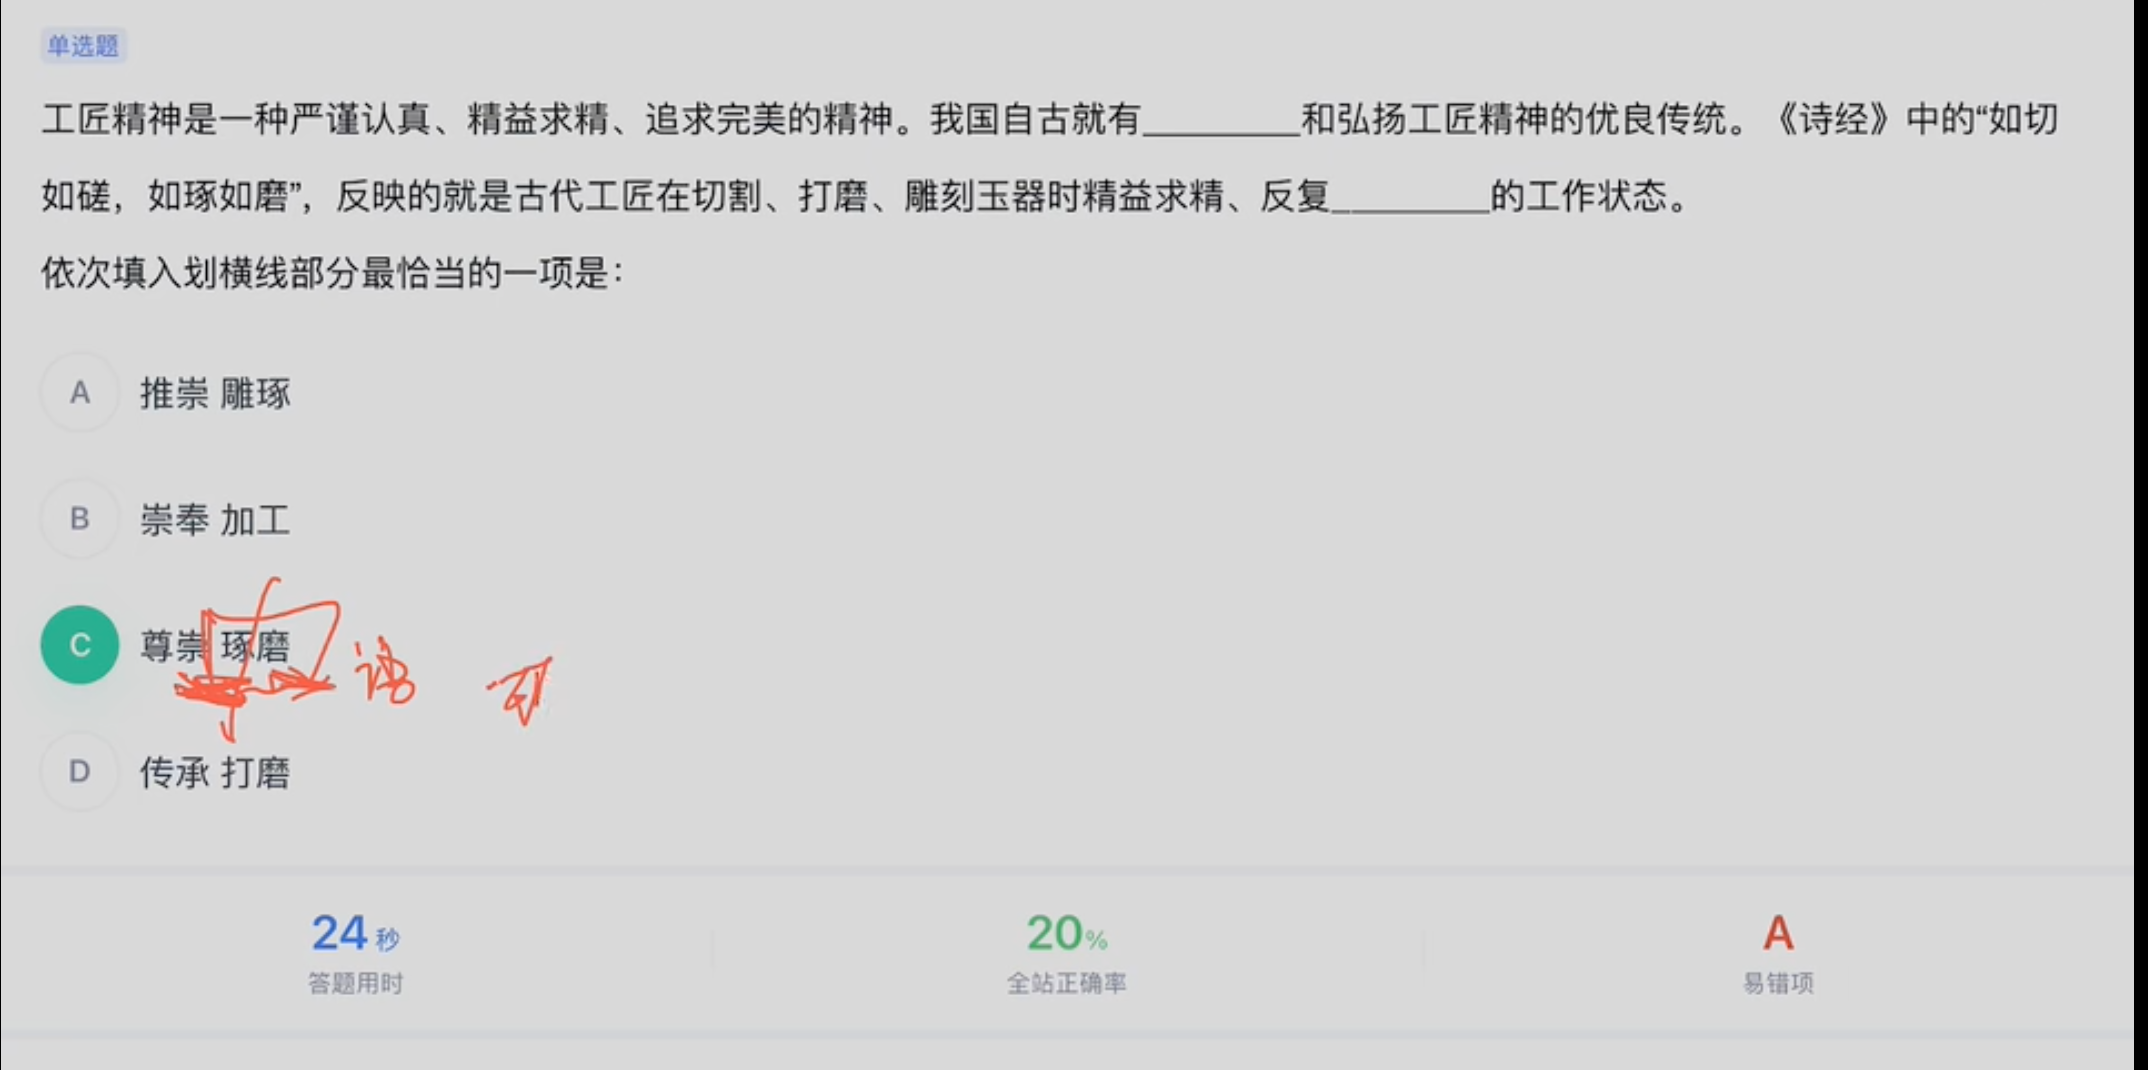 单选题
工匠精神是一种严谨认真、精益求精、追求完美的精神。我国自古就有________和弘扬工匠精神的优良传统。《诗经》中的“如切
如磋，如琢如磨”，反映的就是古代工匠在切割、打磨、雕刻玉器时精益求精、反复________的工作状态。
依次填入划横线部分最恰当的一项是：
A 推崇 雕琢
B 崇奉 加工
C 尊崇 琢磨
D 传承 打磨
24秒 20% A
答题用时 全站正确率 易错项